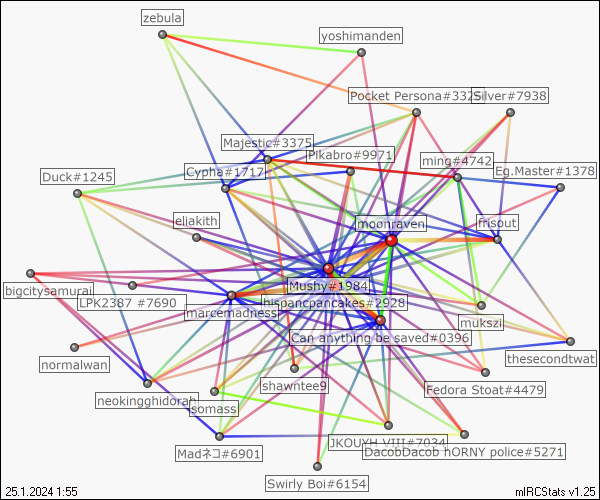 zebula
yoshimanden
Pocket Persona#332
Silver#7938
Majestic#3375
Pikabro#9971
ming#4742
Cypha#1717
Eg.Master#1378
Duck#1245
moonraven
frisout
eliakith
Mushy#1984
bigcitysamurai
LPK2387 #7690
hispancpancakes#2928
marcemadness
mukszi
Can anything be saved#0396
thesecondtwat
normalwan
shawntee9
Fedora Stoat#4479
neokingghidorah
somass
JKOUYH VIII#7034
Madネコ#6901
DacobDacob hORNY police#5271
Swirly Boi#6154
25.1.2024 1:55
mIRCStats v1.25